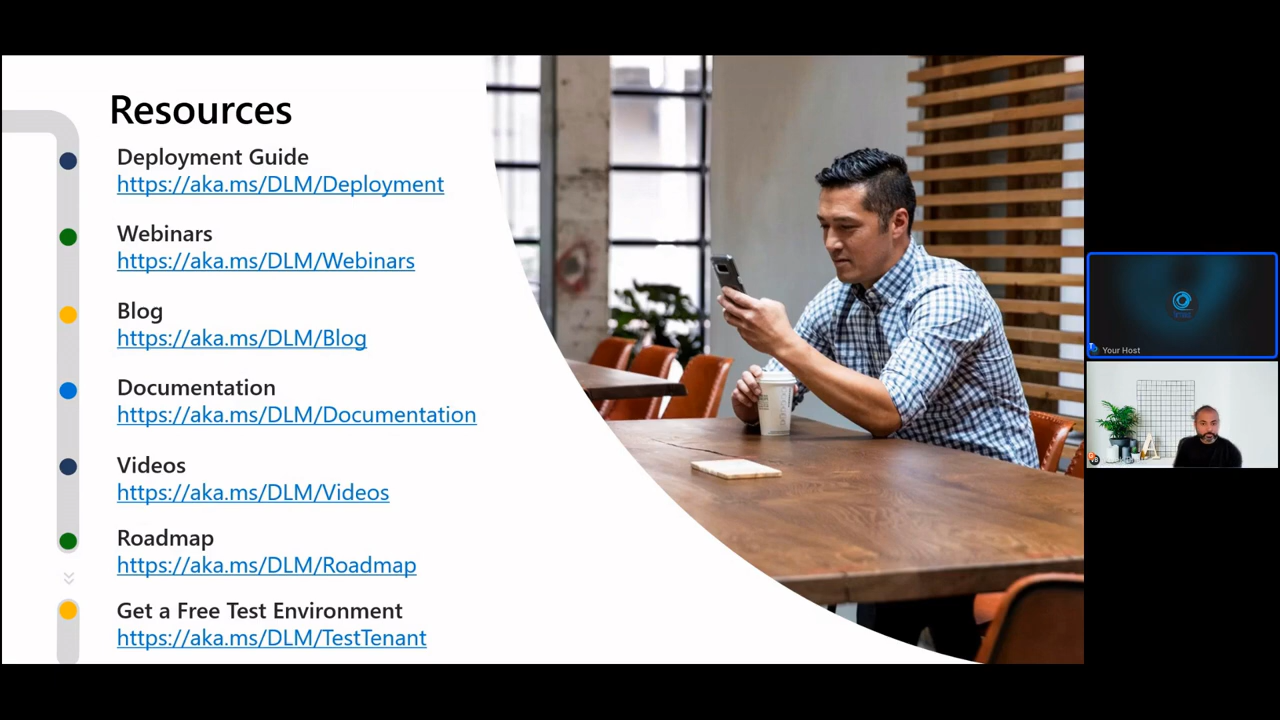 Resources
Deployment Guide
https://aka.ms/DLM/Deployment
Webinars
https://aka.ms/DLM/Webinars
Blog
https://aka.ms/DLM/Blog
Documentation
https://aka.ms/DLM/Documentation
Videos
https://aka.ms/DLM/Videos
Roadmap
https://aka.ms/DLM/Roadmap
Get a Free Test Environment
https://aka.ms/DLM/TestTenant
Your Host